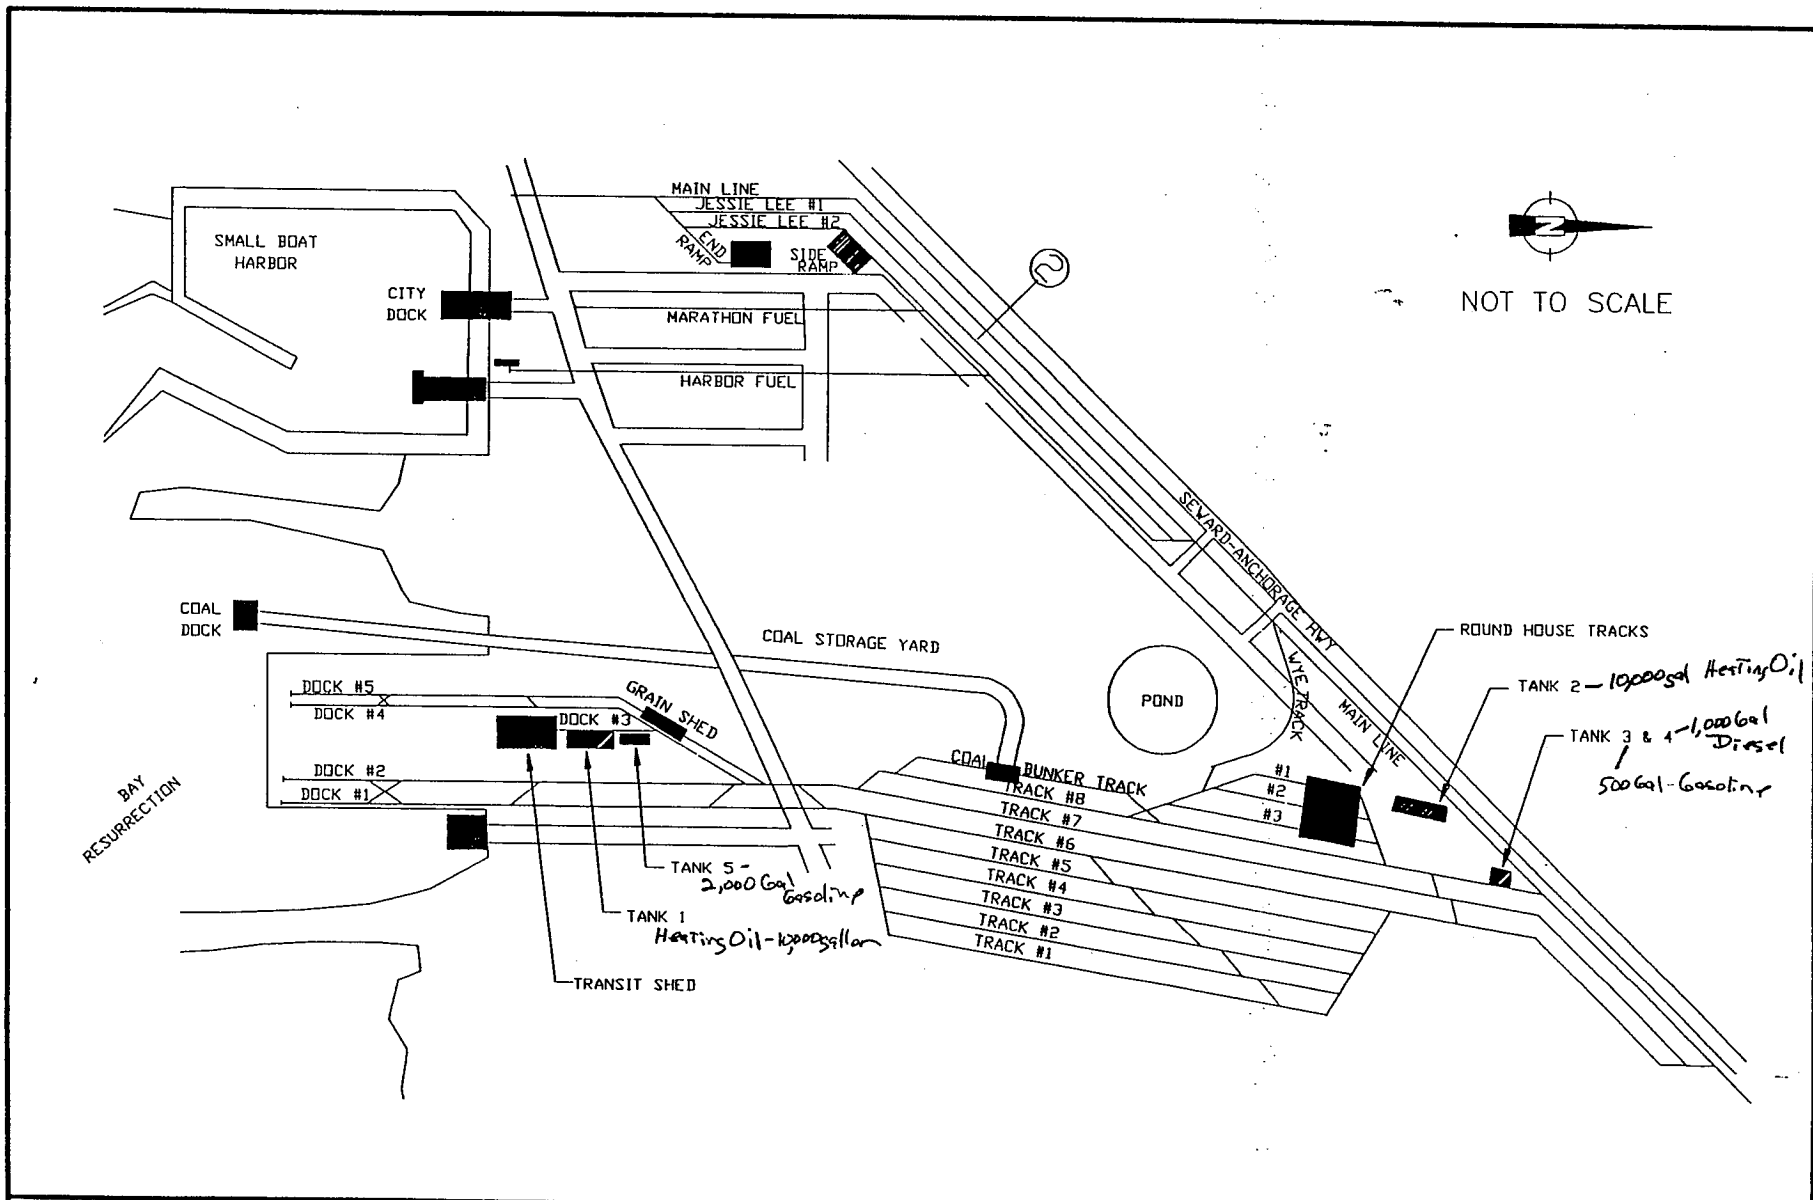 MAIN LINE
JESSIE LEE #1
JESSIE LEE #2
END
RAMP
SIDE
RAMP
SMALL BOAT
HARBOR
CITY
DOCK
MARATHON FUEL
HARBOR FUEL
N
NOT TO SCALE
SEWARD-ANCHORAGE HWY
COAL
DOCK
COAL STORAGE YARD
ROUND HOUSE TRACKS
TANK 2 - 10,000gal Heating Oil
TANK 3 & 4 - 1,000 Gal
Diesel
500 Gal - Gasoline
POND
WYE TRACK
MAIN LINE
DOCK #5
DOCK #4
GRAIN SHED
DOCK #3
DOCK #2
DOCK #1
BAY
RESURRECTION
COAL BUNKER TRACK
TRACK #8
TRACK #7
TRACK #6
TRACK #5
TRACK #4
TRACK #3
TRACK #2
TRACK #1
#1
#2
#3
TANK 5 -
2,000 Gal
Gasoline
TANK 1
Heating Oil - 10,000 gallon
TRANSIT SHED